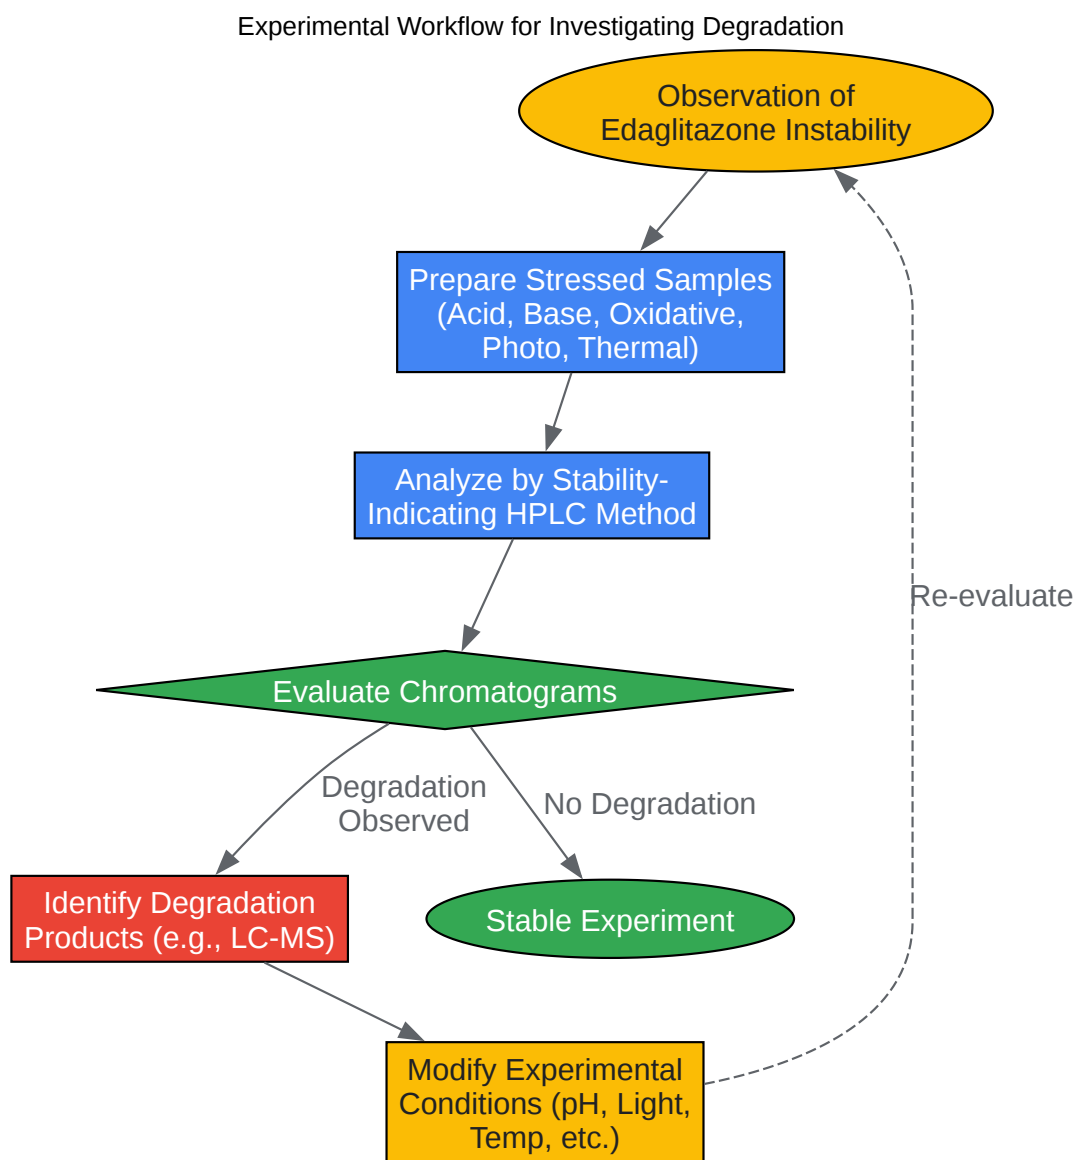 Experimental Workflow for Investigating Degradation
Observation of
Edaglitazone Instability
Prepare Stressed Samples
(Acid, Base, Oxidative,
Photo, Thermal)
Analyze by Stability-
Indicating HPLC Method
Re-evaluate
Evaluate Chromatograms
Degradation
Observed
No Degradation
Identify Degradation
Products (e.g., LC-MS)
Stable Experiment
Modify Experimental
Conditions (pH, Light,
Temp, etc.)